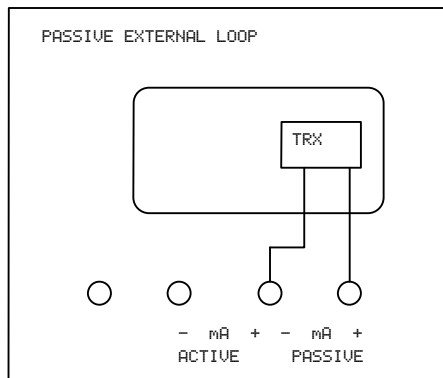 PASSIVE EXTERNAL LOOP
TRX
- mA + - mA +
ACTIVE PASSIVE